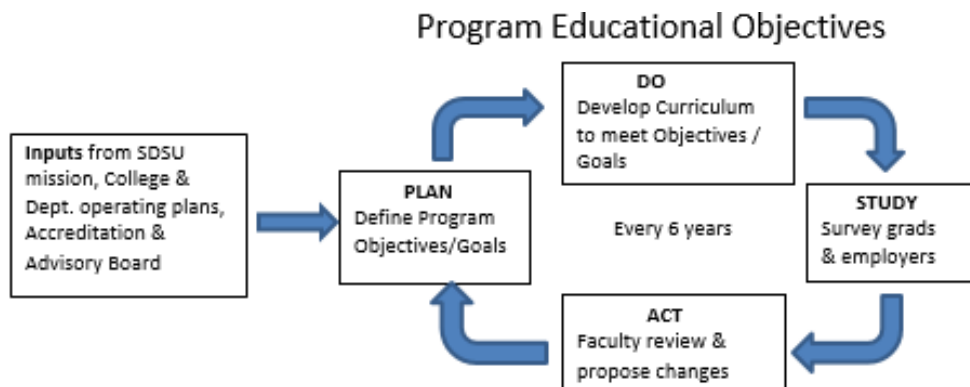 Program Educational Objectives
Inputs from SDSU
mission, College &
Dept. operating plans,
Accreditation &
Advisory Board
PLAN
Define Program
Objectives/Goals
DO
Develop Curriculum
to meet Objectives /
Goals
Every 6 years
STUDY
Survey grads
& employers
ACT
Faculty review &
propose changes